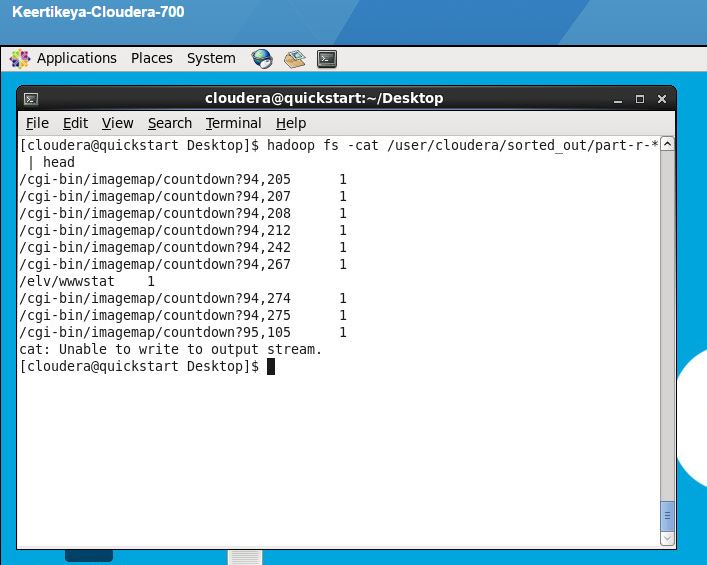 Keertikeya-Cloudera-700
Applications Places System
cloudera@quickstart:~/Desktop
File Edit View Search Terminal Help
[cloudera@quickstart Desktop]$ hadoop fs -cat /user/cloudera/sorted_out/part-r-*
 | head
/cgi-bin/imagemap/countdown?94,205	1
/cgi-bin/imagemap/countdown?94,207	1
/cgi-bin/imagemap/countdown?94,208	1
/cgi-bin/imagemap/countdown?94,212	1
/cgi-bin/imagemap/countdown?94,242	1
/cgi-bin/imagemap/countdown?94,267	1
/elv/wwwstat	1
/cgi-bin/imagemap/countdown?94,274	1
/cgi-bin/imagemap/countdown?94,275	1
/cgi-bin/imagemap/countdown?95,105	1
cat: Unable to write to output stream.
[cloudera@quickstart Desktop]$